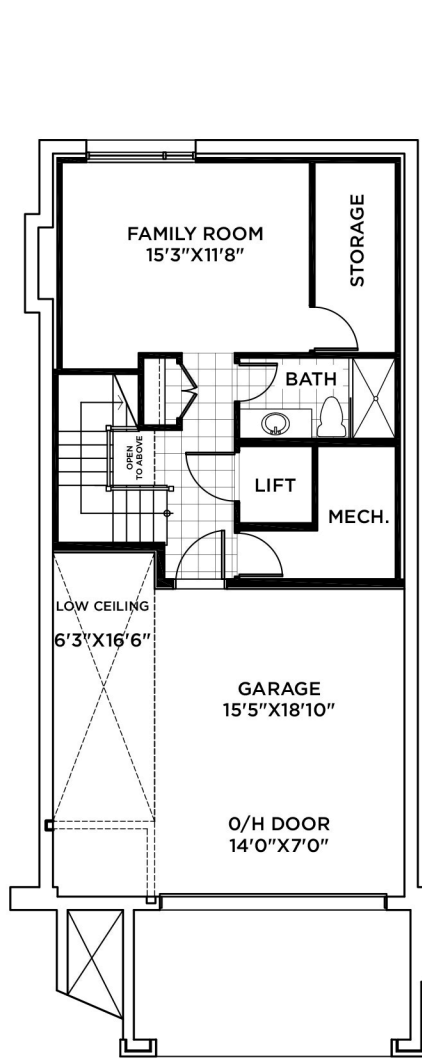 FAMILY ROOM
15'3"X11'8"
STORAGE
BATH
OPEN
TO ABOVE
LIFT
MECH.
LOW CEILING
6'3"X16'6"
GARAGE
15'5"X18'10"
O/H DOOR
14'0"X7'0"